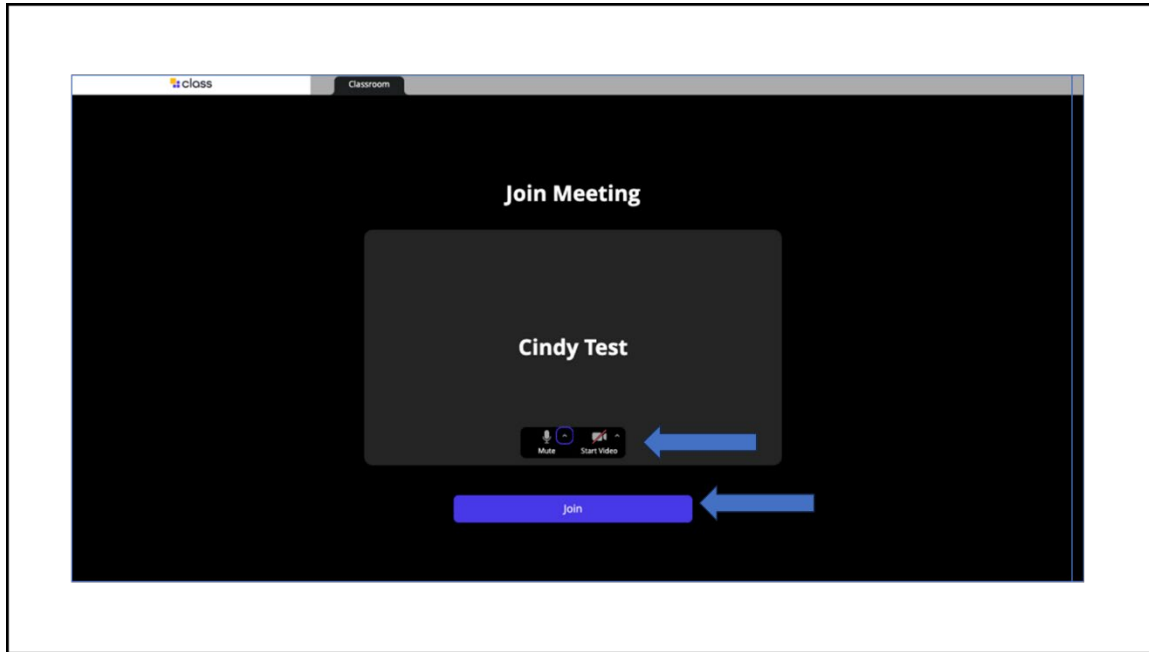 class
Classroom
Join Meeting
Cindy Test
Mute Start Video
Join